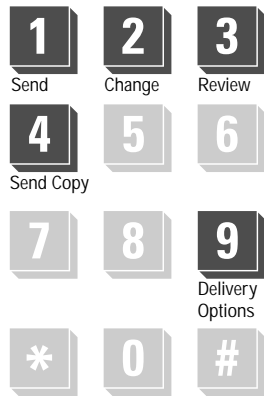 1 2 3
Send Change Review
4 5 6
Send Copy
7 8 9
Delivery
Options
* 0 #